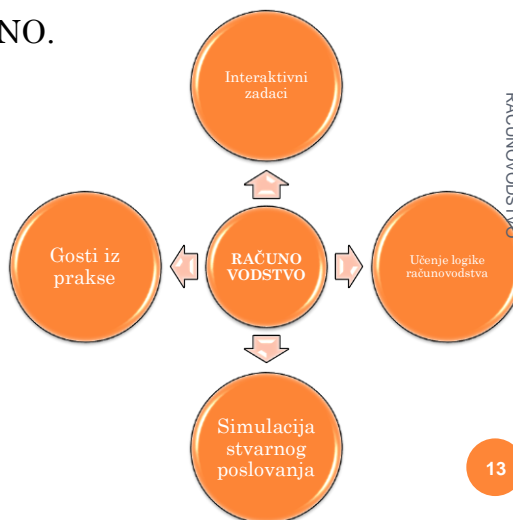 NO.
Interaktivni
zadaci
RAČUNOVODSTVO
Gosti iz
prakse
RAČUNO
VODSTVO
Učenje logike
računovodstva
Simulacija
stvarnog
poslovanja
13